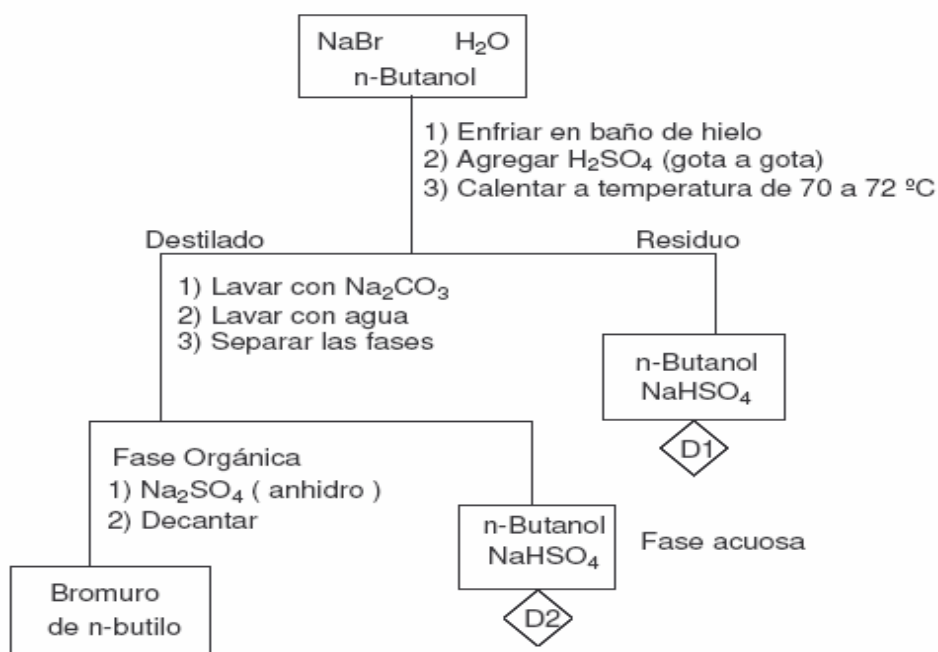 NaBr H₂O
n-Butanol
1) Enfriar en baño de hielo
2) Agregar H₂SO₄ (gota a gota)
3) Calentar a temperatura de 70 a 72 ºC
Destilado
Residuo
1) Lavar con Na₂CO₃
2) Lavar con agua
3) Separar las fases
n-Butanol
NaHSO₄
D1
Fase Orgánica
1) Na₂SO₄ ( anhidro )
2) Decantar
n-Butanol
NaHSO₄
Fase acuosa
D2
Bromuro
de n-butilo